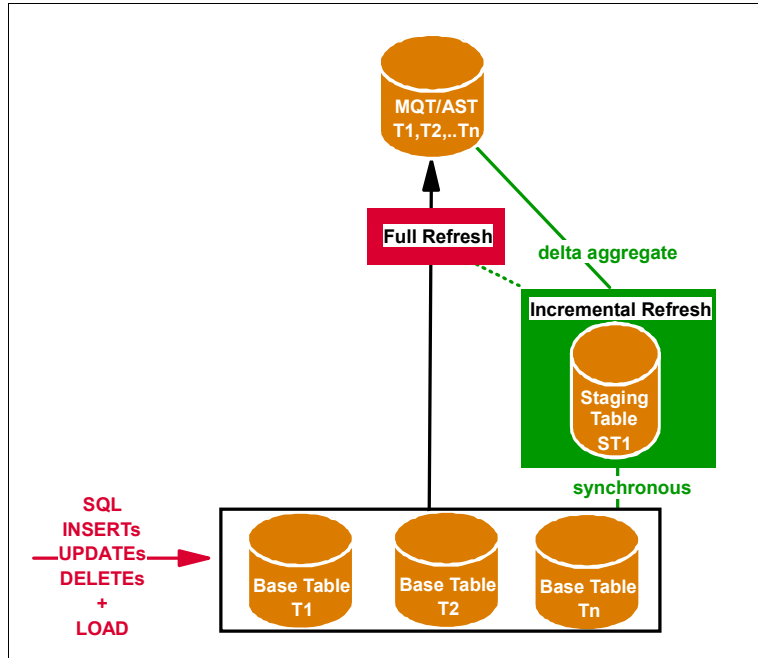 MQT/AST
T1,T2,..Tn
Full Refresh
delta aggregate
Incremental Refresh
Staging
Table
ST1
synchronous
SQL
INSERTs
UPDATEs
DELETEs
+
LOAD
Base Table
T1
Base Table
T2
Base Table
Tn